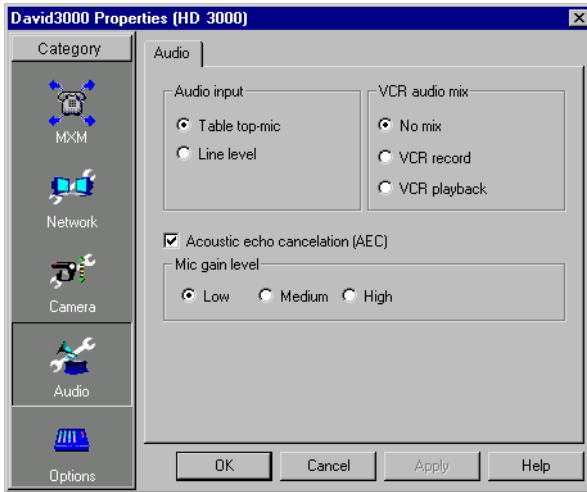 David3000 Properties (HD 3000)
Category
MXM
Network
Camera
Audio
Options
Audio
Audio input
Table top-mic
Line level
VCR audio mix
No mix
VCR record
VCR playback
Acoustic echo cancelation (AEC)
Mic gain level
Low Medium High
OK Cancel Apply Help